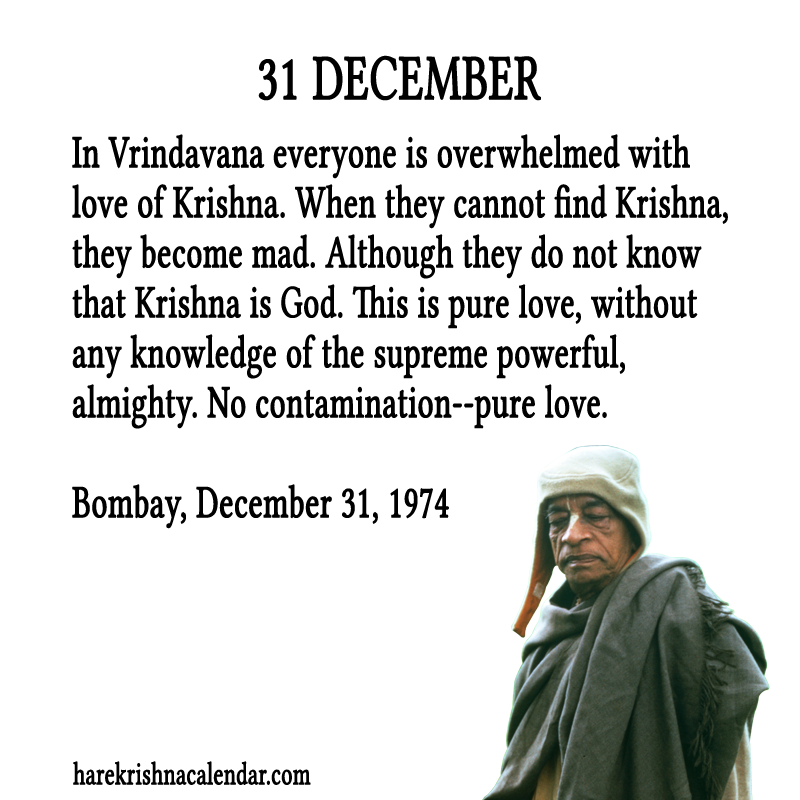 31 DECEMBER
In Vrindavana everyone is overwhelmed with
love of Krishna. When they cannot find Krishna,
they become mad. Although they do not know
that Krishna is God. This is pure love, without
any knowledge of the supreme powerful,
almighty. No contamination--pure love.
Bombay, December 31, 1974
harekrishnacalendar.com